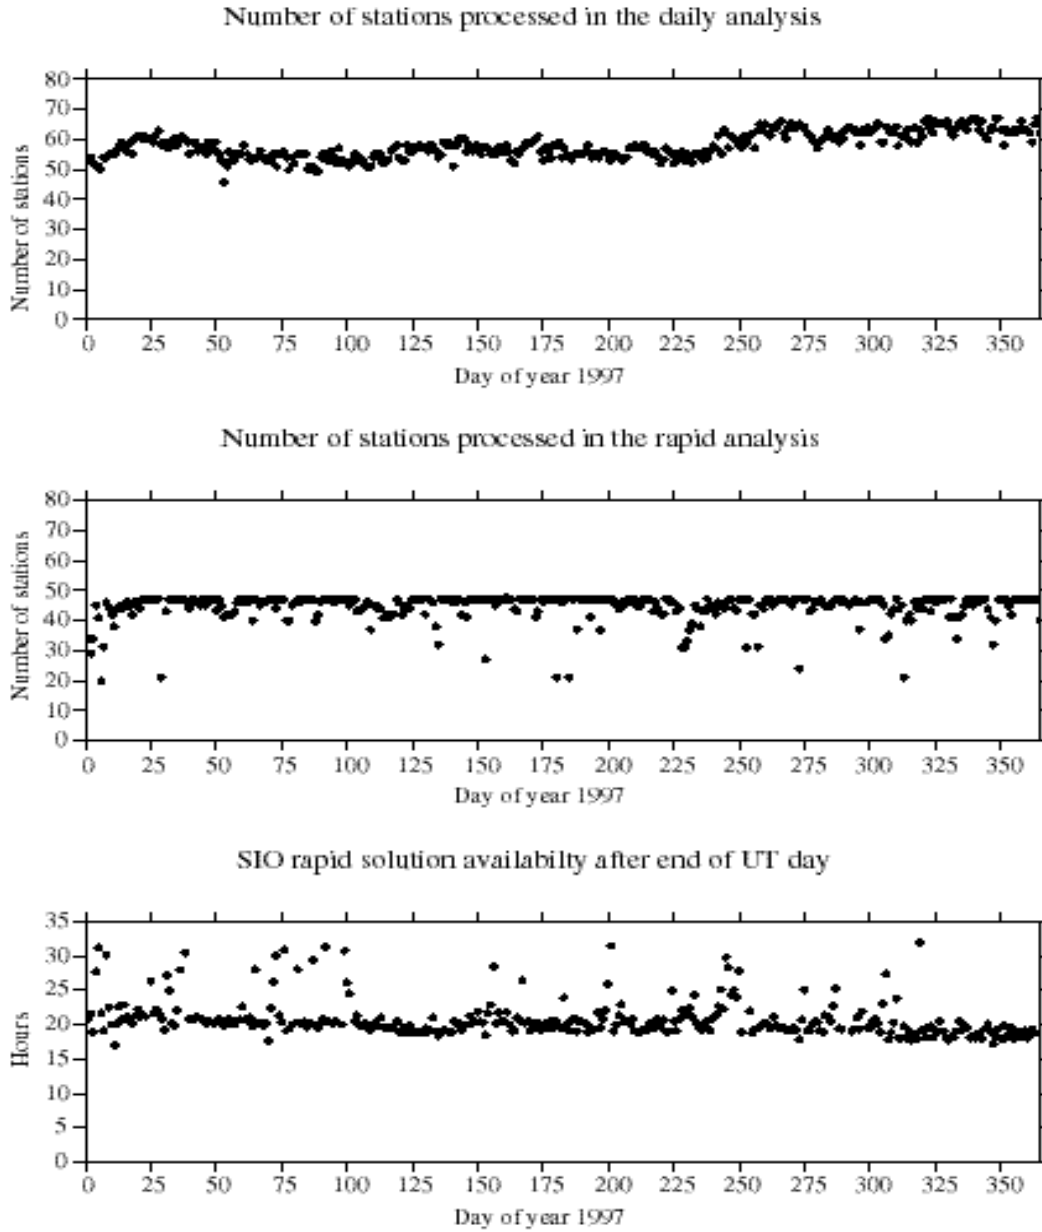 Number of stations processed in the daily analysis
80
70
60
50
40
30
20
10
0
Number of stations
0 25 50 75 100 125 150 175 200 225 250 275 300 325 350
Day of year 1997
Number of stations processed in the rapid analysis
80
70
60
50
40
30
20
10
0
Number of stations
0 25 50 75 100 125 150 175 200 225 250 275 300 325 350
Day of year 1997
SIO rapid solution availabilty after end of UT day
35
30
25
20
15
10
5
0
Hours
0 25 50 75 100 125 150 175 200 225 250 275 300 325 350
Day of year 1997